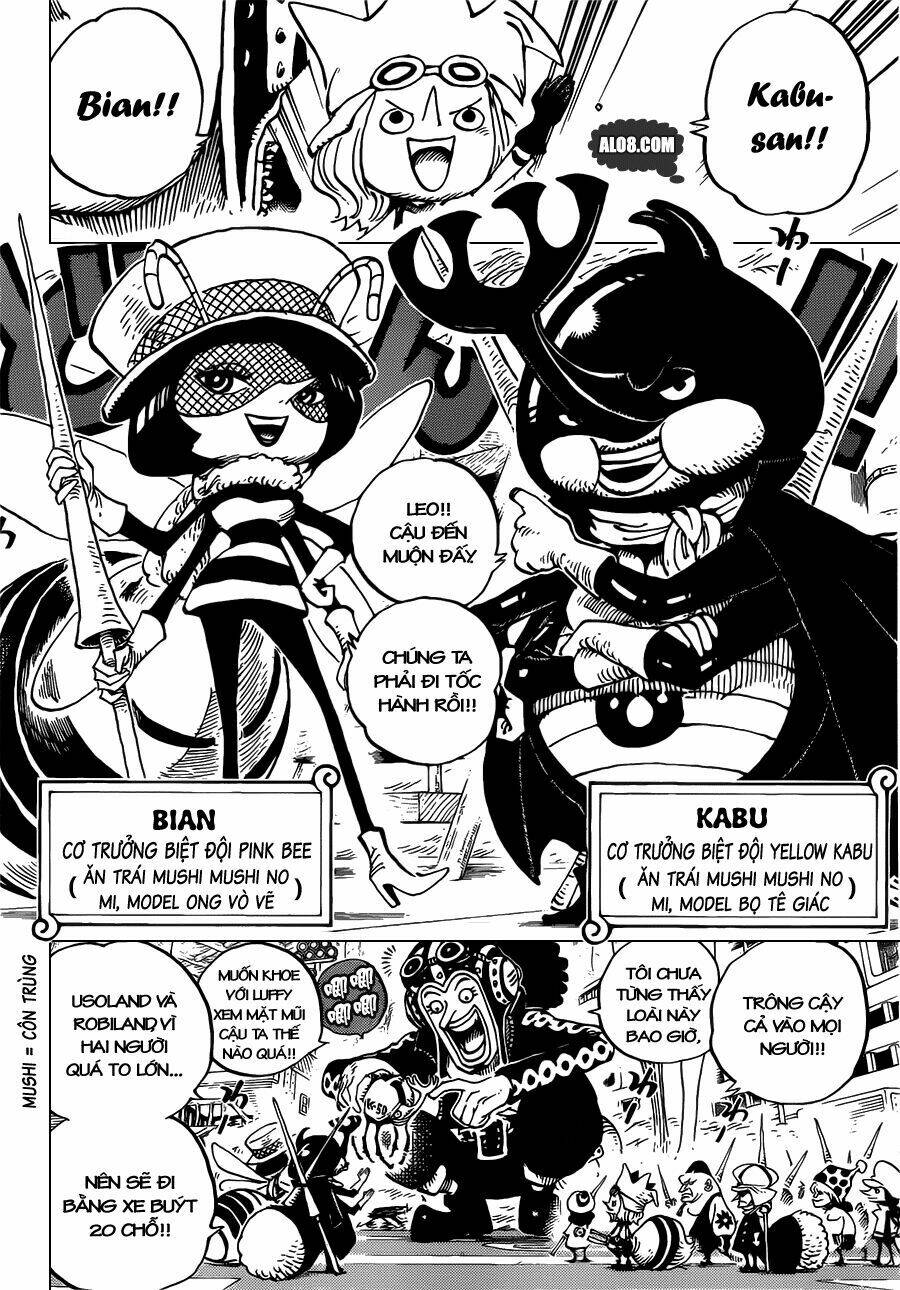 Kabu-
san!!
ALO8.COM
Bian!!
LEO!!
CẬU ĐẾN
MUỘN ĐẤY.
CHÚNG TA
PHẢI ĐI TỐC
HÀNH RỒI!!
KABU
CƠ TRƯỞNG BIỆT ĐỘI YELLOW KABU
( ĂN TRÁI MUSHI MUSHI NO
MI, MODEL BỌ TÊ GIÁC )
BIAN
CƠ TRƯỞNG BIỆT ĐỘI PINK BEE
( ĂN TRÁI MUSHI MUSHI NO
MI, MODEL ONG VÒ VẼ )
TRÔNG CẬY
CẢ VÀO MỌI
NGƯỜI!!
TÔI CHƯA
TỪNG THẤY
LOÀI NÀY
BAO GIỜ,
MUỐN KHOE
VỚI LUFFY
XEM MẶT MŨI
CẬU TA THẾ
NÀO QUÁ!!
K-50
USOLAND VÀ
ROBILAND,VÌ
HAI NGƯỜI
QUÁ TO LỚN...
NÊN SẼ ĐI
BẰNG XE BUÝT
20 CHỖ!!
MUSHI = CÔN TRÙNG